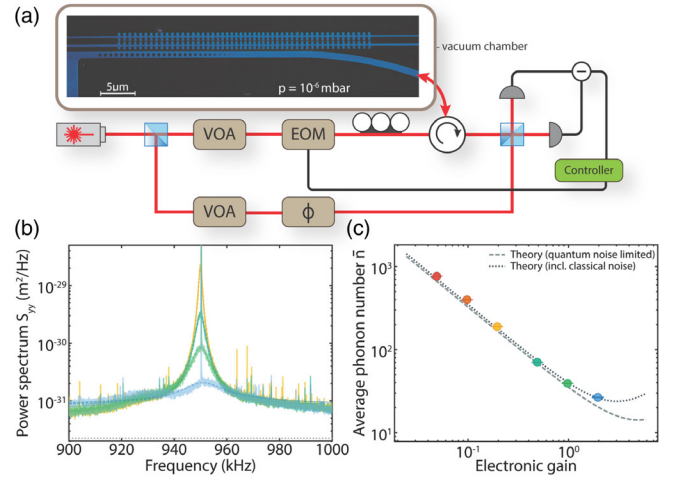 (a)
- vacuum chamber
5μm
p = 10⁻⁶ mbar
VOA
EOM
Controller
VOA
ϕ
(b)
(c)
Power spectrum Syy (m²/Hz)
10⁻²⁹
10⁻³⁰
10⁻³¹
900
920
940
960
980
1000
Frequency (kHz)
Average phonon number n̄
Theory (quantum noise limited)
Theory (incl. classical noise)
10³
10²
10¹
10⁻¹
10⁰
Electronic gain